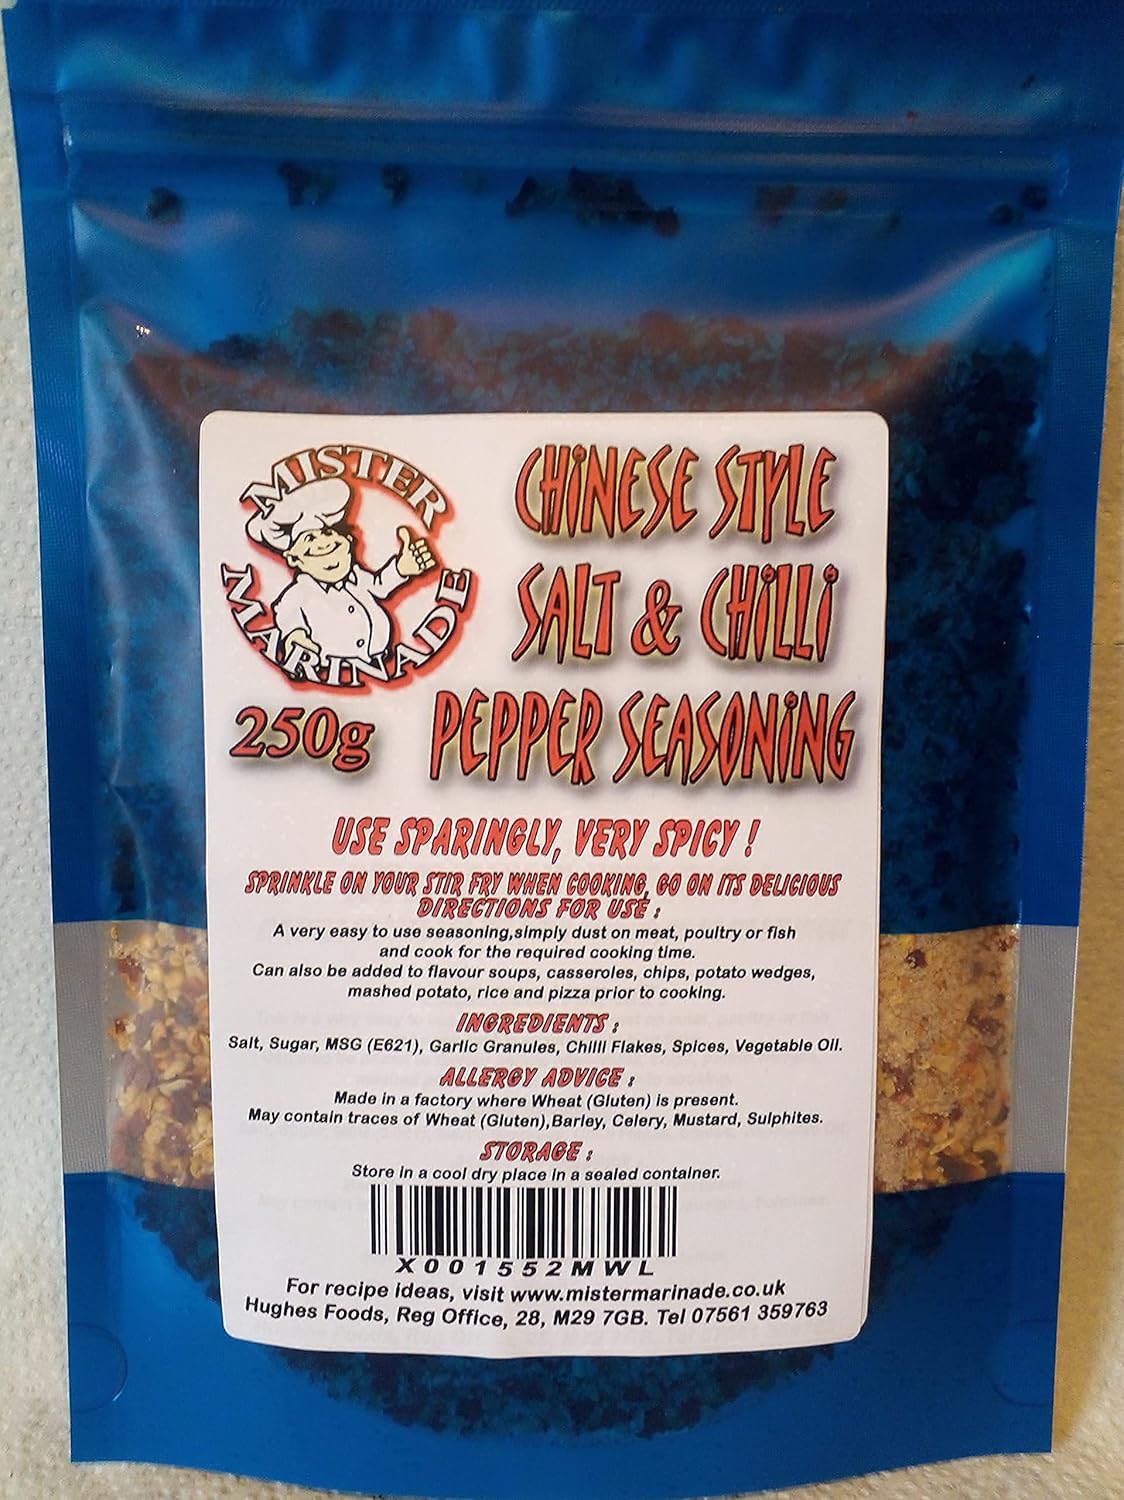 MISTER
MARINADE
CHINESE STYLE
SALT & CHILLI
PEPPER SEASONING
250g
USE SPARINGLY, VERY SPICY !
SPRINKLE ON YOUR STIR FRY WHEN COOKING, GO ON ITS DELICIOUS
DIRECTIONS FOR USE :
A very easy to use seasoning,simply dust on meat, poultry or fish
and cook for the required cooking time.
Can also be added to flavour soups, casseroles, chips, potato wedges,
mashed potato, rice and pizza prior to cooking.
INGREDIENTS :
Salt, Sugar, MSG (E621), Garlic Granules, Chilli Flakes, Spices, Vegetable Oil.
ALLERGY ADVICE :
Made in a factory where Wheat (Gluten) is present.
May contain traces of Wheat (Gluten),Barley, Celery, Mustard, Sulphites.
STORAGE :
Store in a cool dry place in a sealed container.
X001552MWL
For recipe ideas, visit www.mistermarinade.co.uk
Hughes Foods, Reg Office, 28, M29 7GB. Tel 07561 359763